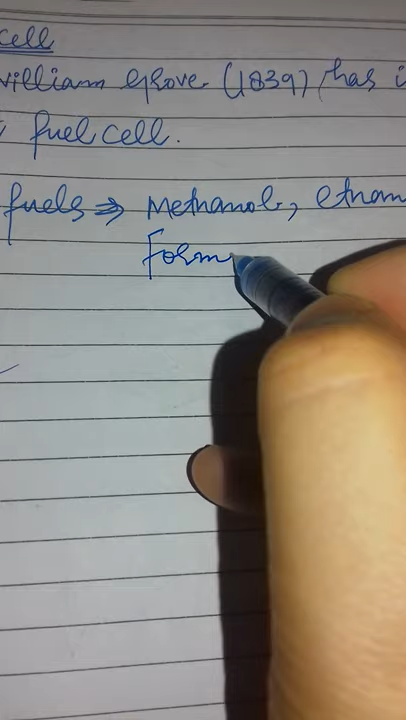 cell
william Grove (1839) has i
fuel cell.
fuels ⇒ Methanol, ethan
Form